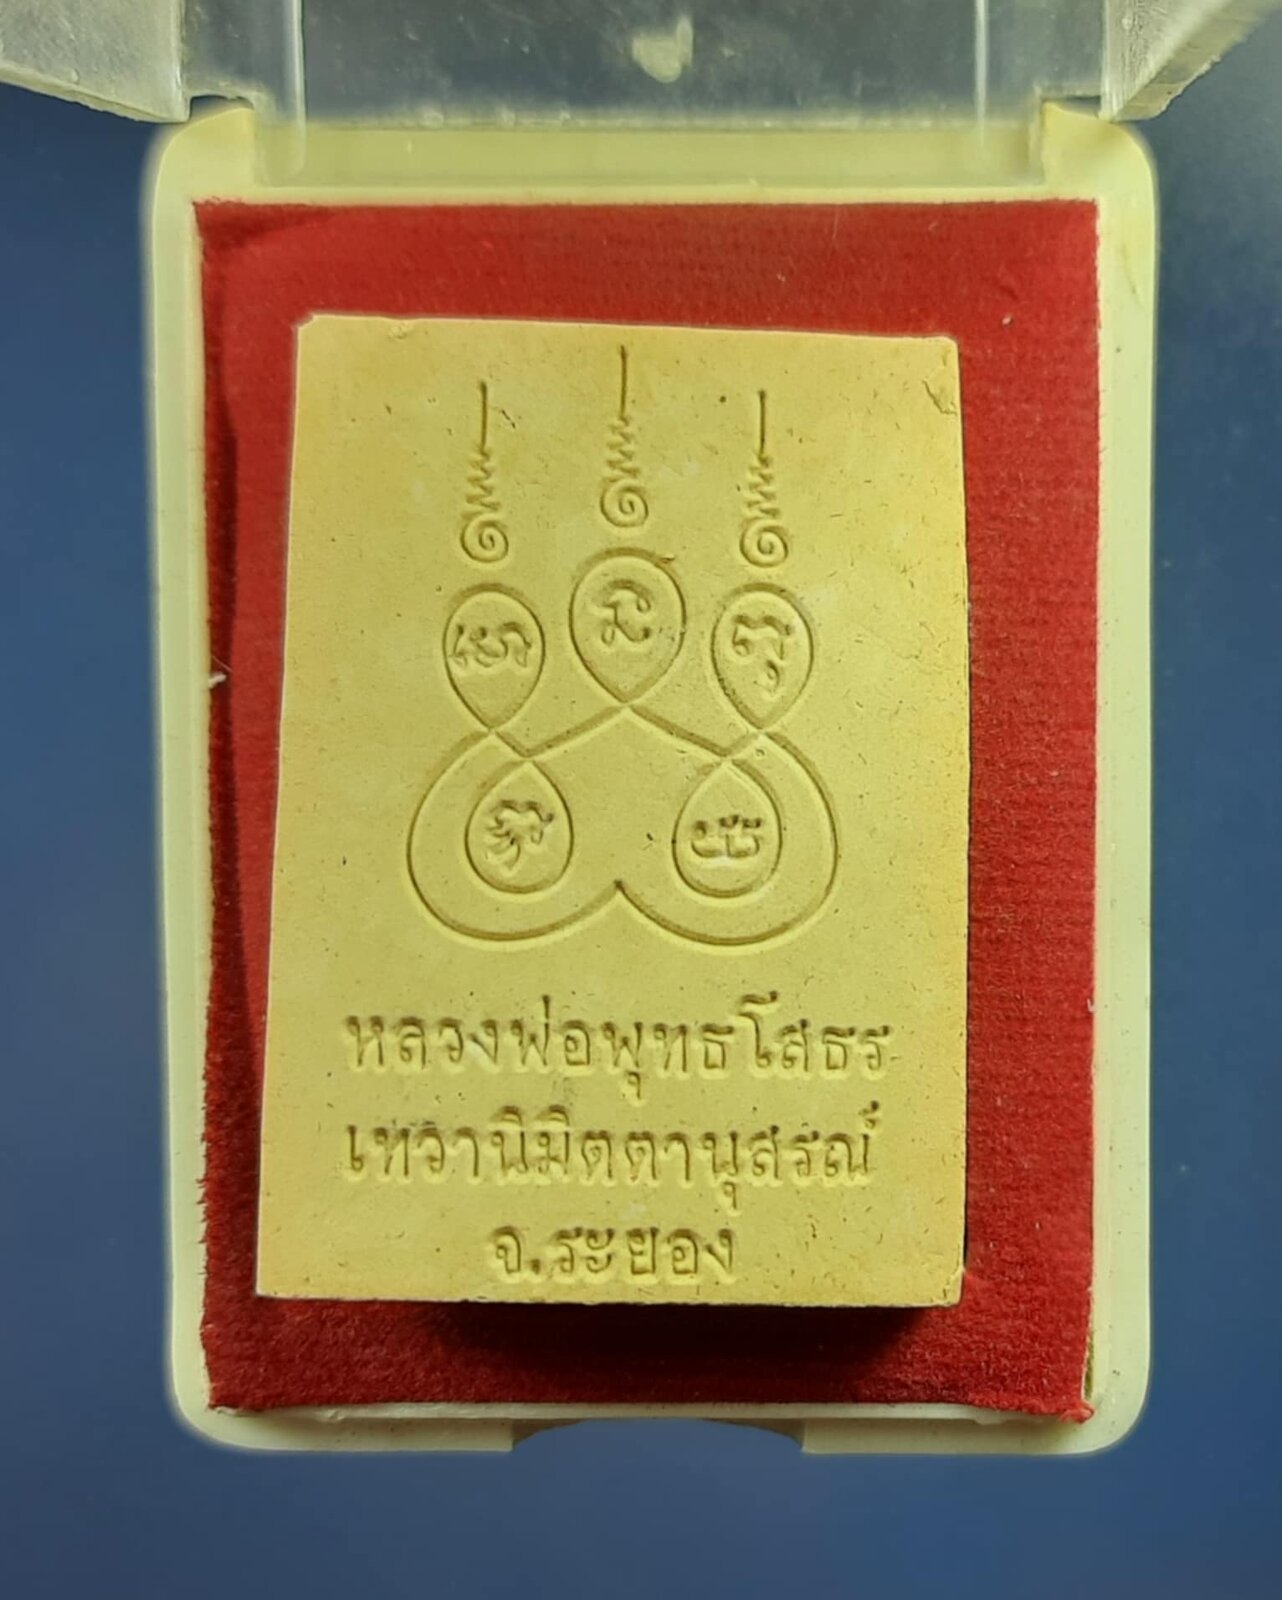 หลวงพ่อพุทธโสธร
เทวานิมิตตานุสรณ์
จ.ระยอง